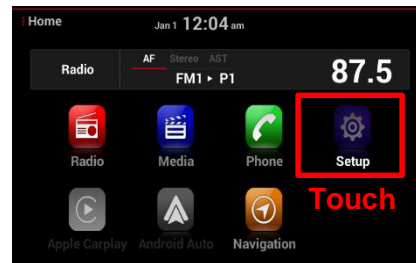 Home
Jan 1 12:04 am
Radio
AF Stereo AST
FM1 ▸ P1
87.5
Radio Media Phone Setup
Touch
Apple Carplay Android Auto Navigation